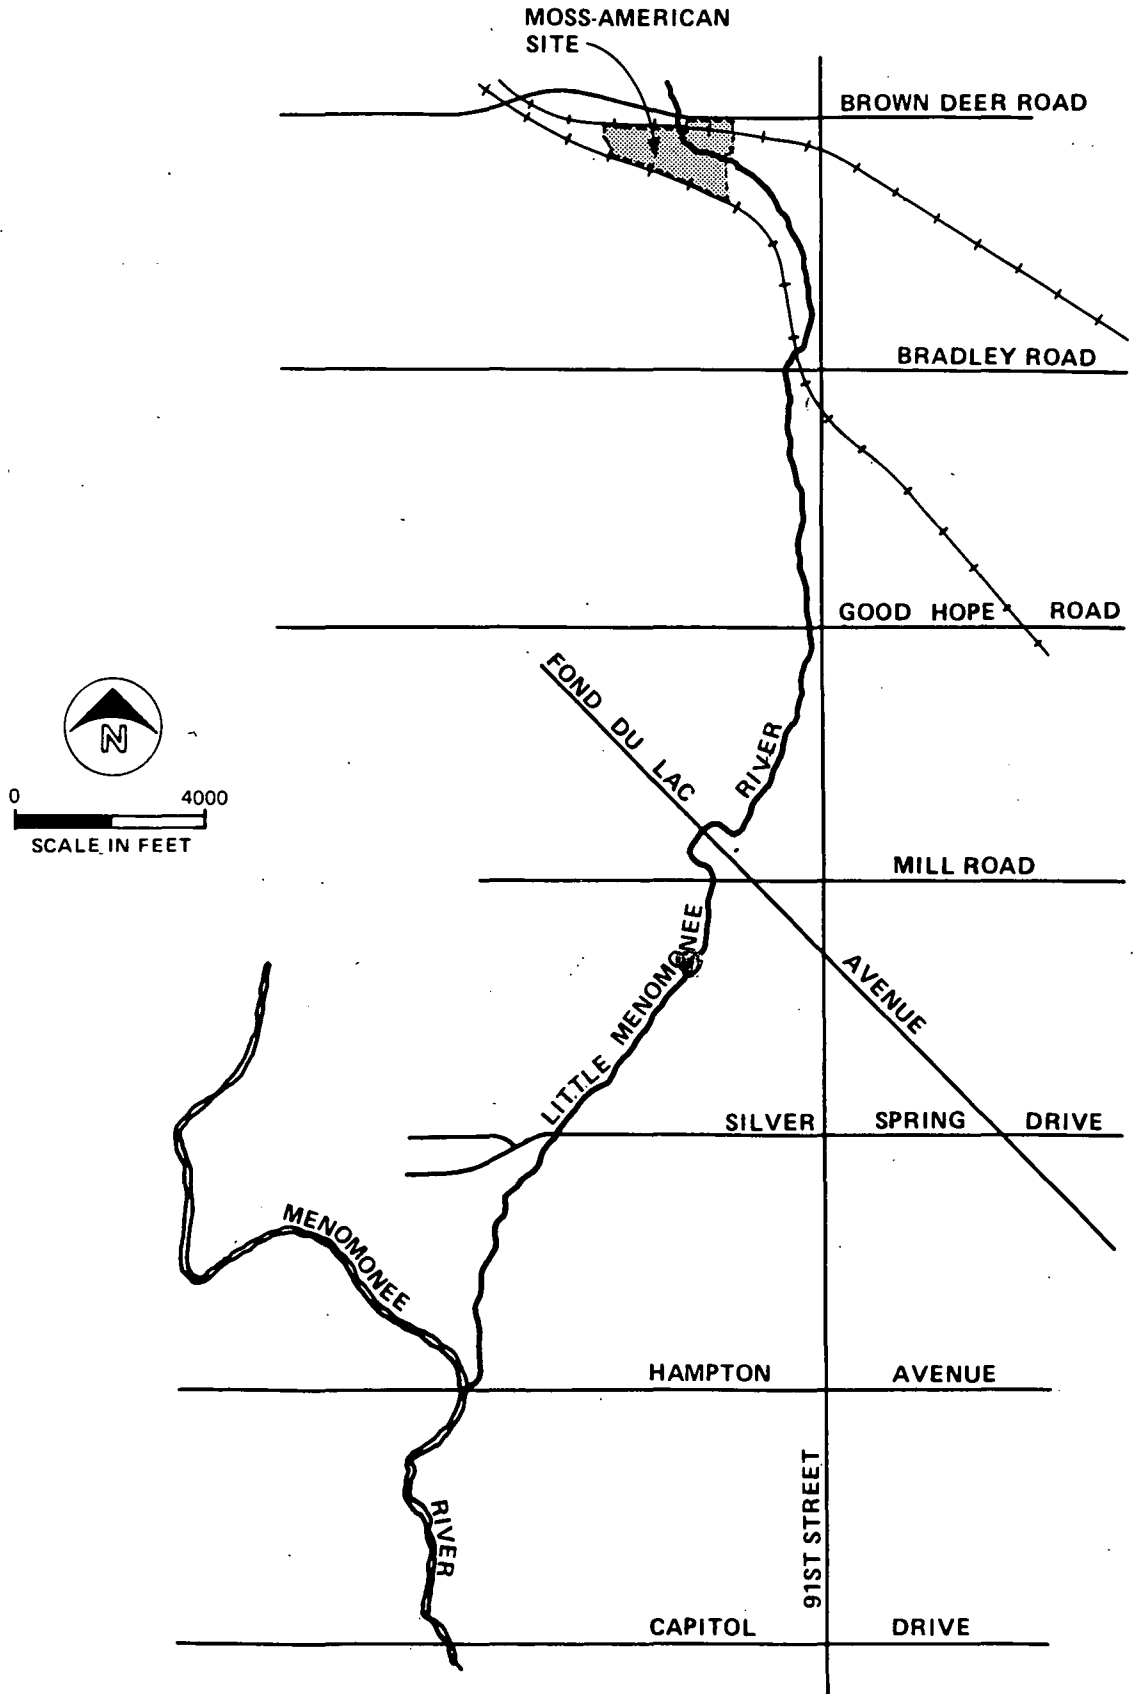 MOSS-AMERICAN
SITE
BROWN DEER ROAD
BRADLEY ROAD
GOOD HOPE ROAD
FOND DU LAC
RIVER
N
0 4000
SCALE IN FEET
MILL ROAD
AVENUE
LITTLE MENOMONEE
SILVER SPRING DRIVE
MENOMONEE
HAMPTON AVENUE
91ST STREET
RIVER
CAPITOL DRIVE